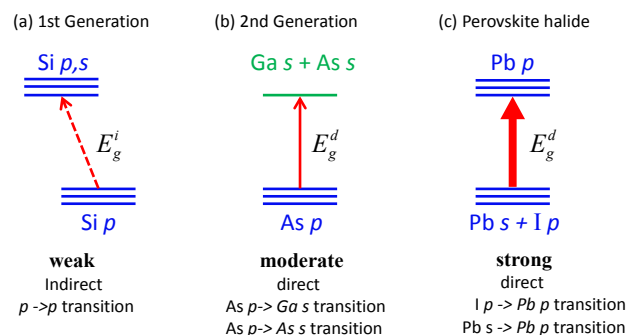 (a) 1st Generation
Si p,s
E_g^i
Si p
weak
Indirect
p ->p transition
(b) 2nd Generation
Ga s + As s
E_g^d
As p
moderate
direct
As p-> Ga s transition
As p-> As s transition
(c) Perovskite halide
Pb p
E_g^d
Pb s + I p
strong
direct
I p -> Pb p transition
Pb s -> Pb p transition